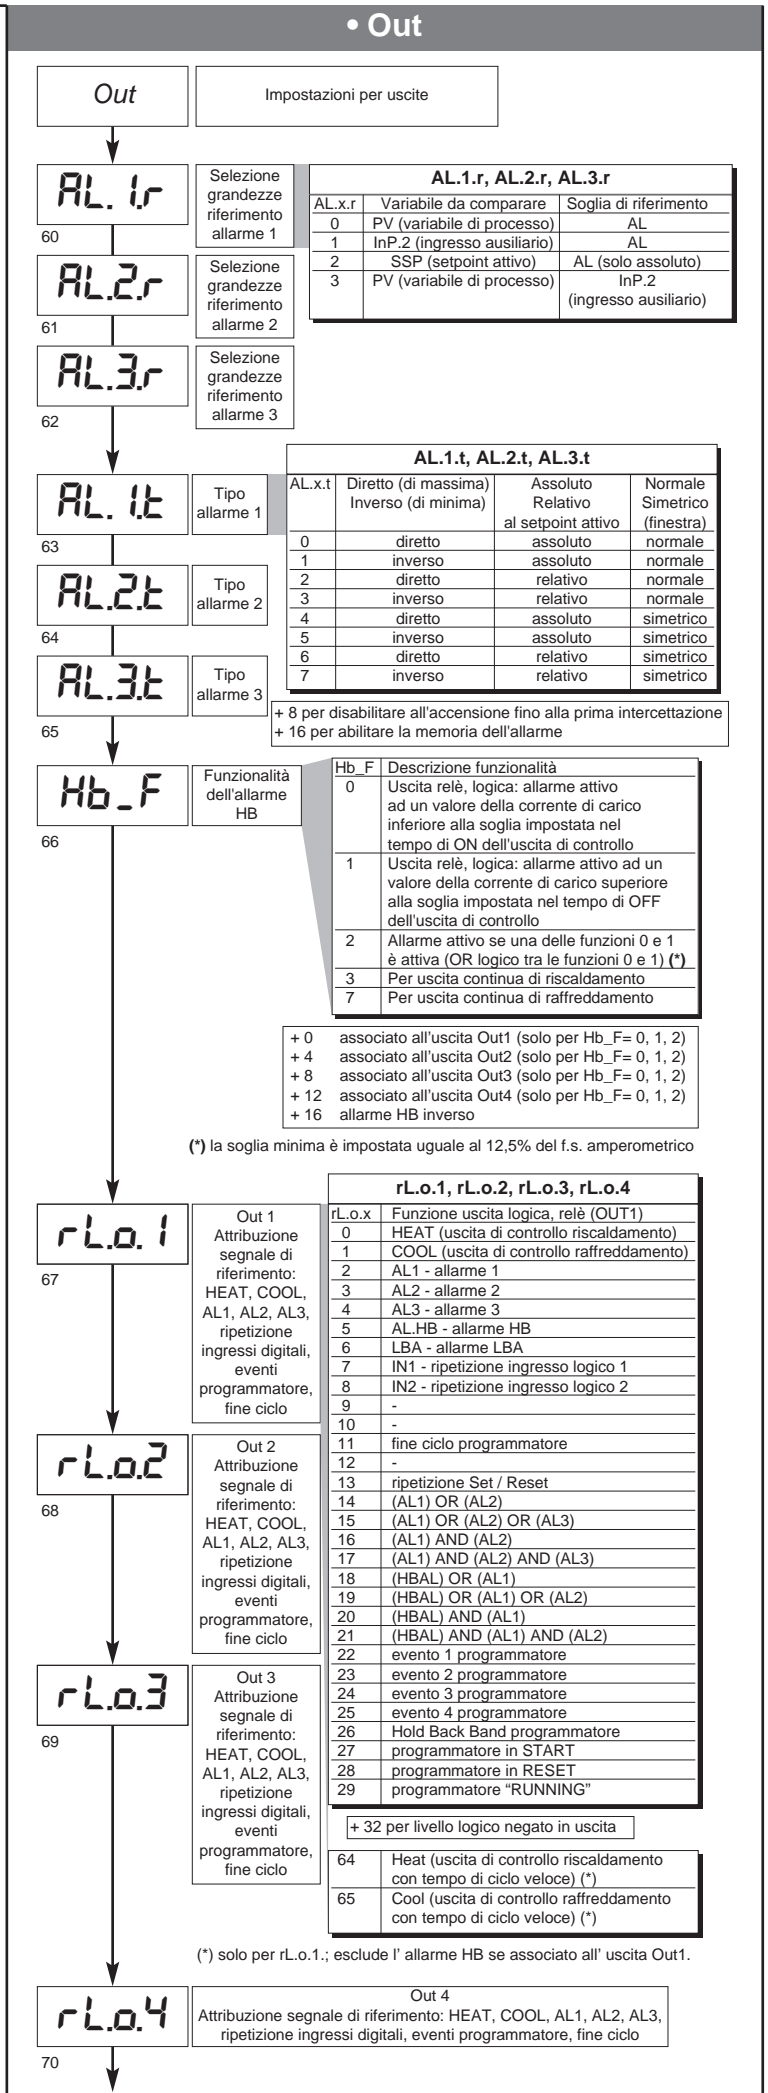 • Out
Out
Impostazioni per uscite
AL.1.r
60
Selezione
grandezze
riferimento
allarme 1
AL.1.r, AL.2.r, AL.3.r
AL.x.r Variabile da comparare Soglia di riferimento
0 PV (variabile di processo) AL
1 InP.2 (ingresso ausiliario) AL
2 SSP (setpoint attivo) AL (solo assoluto)
3 PV (variabile di processo) InP.2
(ingresso ausiliario)
AL.2.r
61
Selezione
grandezze
riferimento
allarme 2
AL.3.r
62
Selezione
grandezze
riferimento
allarme 3
AL.1.t
63
Tipo
allarme 1
AL.1.t, AL.2.t, AL.3.t
AL.x.t Diretto (di massima) Assoluto Normale
Inverso (di minima) Relativo Simetrico
al setpoint attivo (finestra)
0 diretto assoluto normale
1 inverso assoluto normale
2 diretto relativo normale
3 inverso relativo normale
4 diretto assoluto simetrico
5 inverso assoluto simetrico
6 diretto relativo simetrico
7 inverso relativo simetrico
AL.2.t
64
Tipo
allarme 2
AL.3.t
65
Tipo
allarme 3
+ 8 per disabilitare all'accensione fino alla prima intercettazione
+ 16 per abilitare la memoria dell'allarme
Hb_F
66
Funzionalità
dell'allarme
HB
Hb_F Descrizione funzionalità
0 Uscita relè, logica: allarme attivo
ad un valore della corrente di carico
inferiore alla soglia impostata nel
tempo di ON dell'uscita di controllo
1 Uscita relè, logica: allarme attivo ad un
valore della corrente di carico superiore
alla soglia impostata nel tempo di OFF
dell'uscita di controllo
2 Allarme attivo se una delle funzioni 0 e 1
è attiva (OR logico tra le funzioni 0 e 1) (*)
3 Per uscita continua di riscaldamento
7 Per uscita continua di raffreddamento
+ 0 associato all'uscita Out1 (solo per Hb_F= 0, 1, 2)
+ 4 associato all'uscita Out2 (solo per Hb_F= 0, 1, 2)
+ 8 associato all'uscita Out3 (solo per Hb_F= 0, 1, 2)
+ 12 associato all'uscita Out4 (solo per Hb_F= 0, 1, 2)
+ 16 allarme HB inverso
(*) la soglia minima è impostata uguale al 12,5% del f.s. amperometrico
rL.o.1
67
Out 1
Attribuzione
segnale di
riferimento:
HEAT, COOL,
AL1, AL2, AL3,
ripetizione
ingressi digitali,
eventi
programmatore,
fine ciclo
rL.o.2
68
Out 2
Attribuzione
segnale di
riferimento:
HEAT, COOL,
AL1, AL2, AL3,
ripetizione
ingressi digitali,
eventi
programmatore,
fine ciclo
rL.o.3
69
Out 3
Attribuzione
segnale di
riferimento:
HEAT, COOL,
AL1, AL2, AL3,
ripetizione
ingressi digitali,
eventi
programmatore,
fine ciclo
rL.o.1, rL.o.2, rL.o.3, rL.o.4
rL.o.x Funzione uscita logica, relè (OUT1)
0 HEAT (uscita di controllo riscaldamento)
1 COOL (uscita di controllo raffreddamento)
2 AL1 - allarme 1
3 AL2 - allarme 2
4 AL3 - allarme 3
5 AL.HB - allarme HB
6 LBA - allarme LBA
7 IN1 - ripetizione ingresso logico 1
8 IN2 - ripetizione ingresso logico 2
9 -
10 -
11 fine ciclo programmatore
12 -
13 ripetizione Set / Reset
14 (AL1) OR (AL2)
15 (AL1) OR (AL2) OR (AL3)
16 (AL1) AND (AL2)
17 (AL1) AND (AL2) AND (AL3)
18 (HBAL) OR (AL1)
19 (HBAL) OR (AL1) OR (AL2)
20 (HBAL) AND (AL1)
21 (HBAL) AND (AL1) AND (AL2)
22 evento 1 programmatore
23 evento 2 programmatore
24 evento 3 programmatore
25 evento 4 programmatore
26 Hold Back Band programmatore
27 programmatore in START
28 programmatore in RESET
29 programmatore “RUNNING”
+ 32 per livello logico negato in uscita
64 Heat (uscita di controllo riscaldamento
con tempo di ciclo veloce) (*)
65 Cool (uscita di controllo raffreddamento
con tempo di ciclo veloce) (*)
(*) solo per rL.o.1.; esclude l' allarme HB se associato all' uscita Out1.
rL.o.4
70
Out 4
Attribuzione segnale di riferimento: HEAT, COOL, AL1, AL2, AL3,
ripetizione ingressi digitali, eventi programmatore, fine ciclo